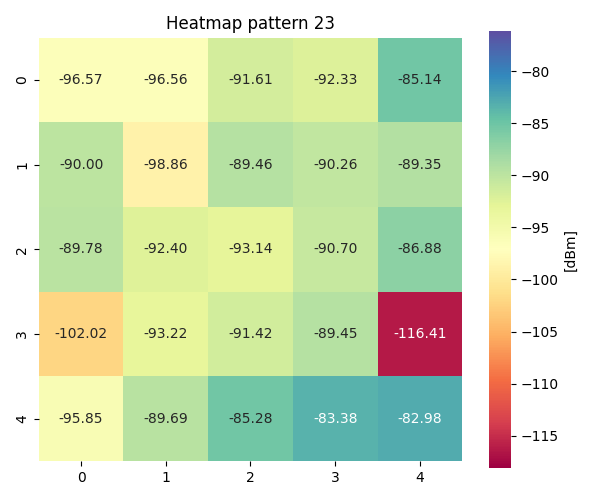 Heatmap pattern 23
0 -96.57 -96.56 -91.61 -92.33 -85.14
1 -90.00 -98.86 -89.46 -90.26 -89.35
2 -89.78 -92.40 -93.14 -90.70 -86.88
3 -102.02 -93.22 -91.42 -89.45 -116.41
4 -95.85 -89.69 -85.28 -83.38 -82.98
0 1 2 3 4
−80
−85
−90
−95
−100
−105
−110
−115
[dBm]